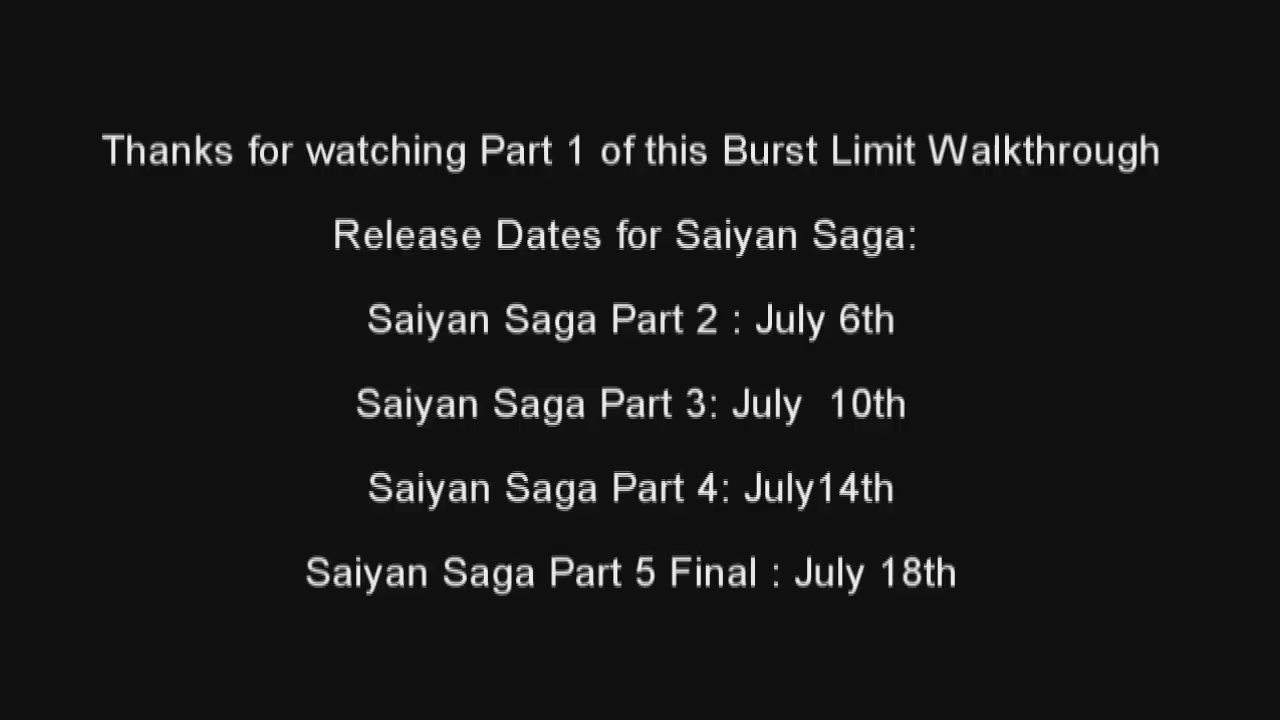 Thanks for watching Part 1 of this Burst Limit Walkthrough
Release Dates for Saiyan Saga:
Saiyan Saga Part 2 : July 6th
Saiyan Saga Part 3: July  10th
Saiyan Saga Part 4: July14th
Saiyan Saga Part 5 Final : July 18th